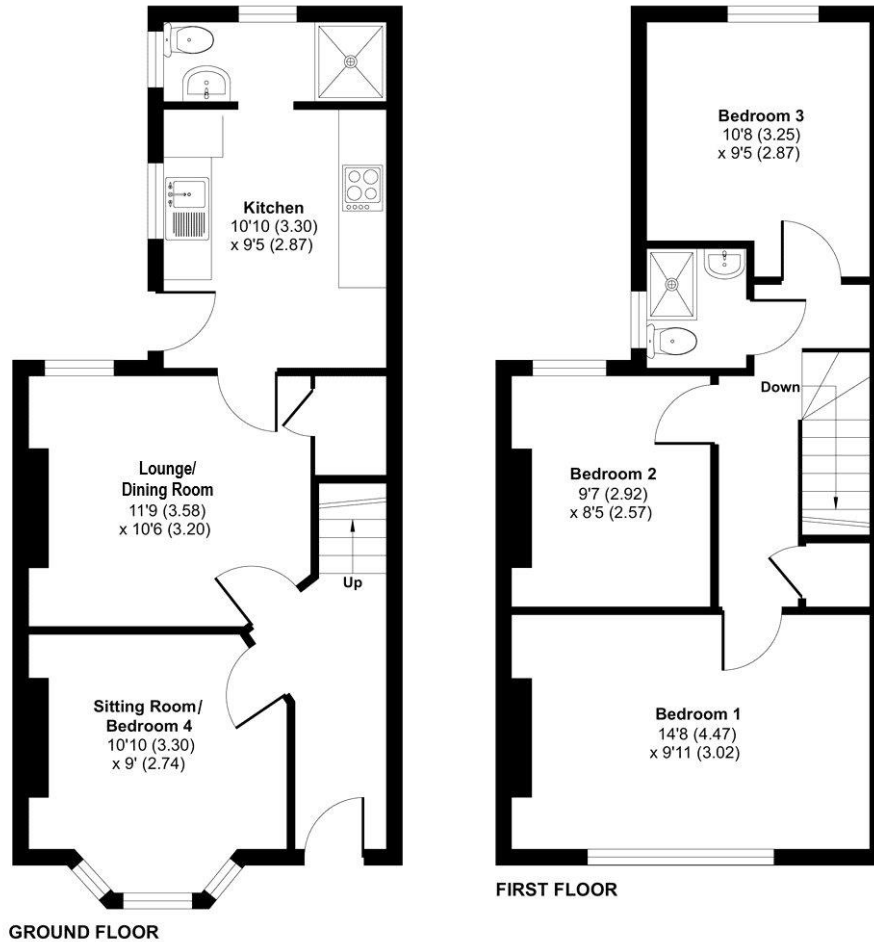 Kitchen
10'10 (3.30)
x 9'5 (2.87)
Lounge/
Dining Room
11'9 (3.58)
x 10'6 (3.20)
Up
Sitting Room/
Bedroom 4
10'10 (3.30)
x 9' (2.74)
GROUND FLOOR
Bedroom 3
10'8 (3.25)
x 9'5 (2.87)
Down
Bedroom 2
9'7 (2.92)
x 8'5 (2.57)
Bedroom 1
14'8 (4.47)
x 9'11 (3.02)
FIRST FLOOR